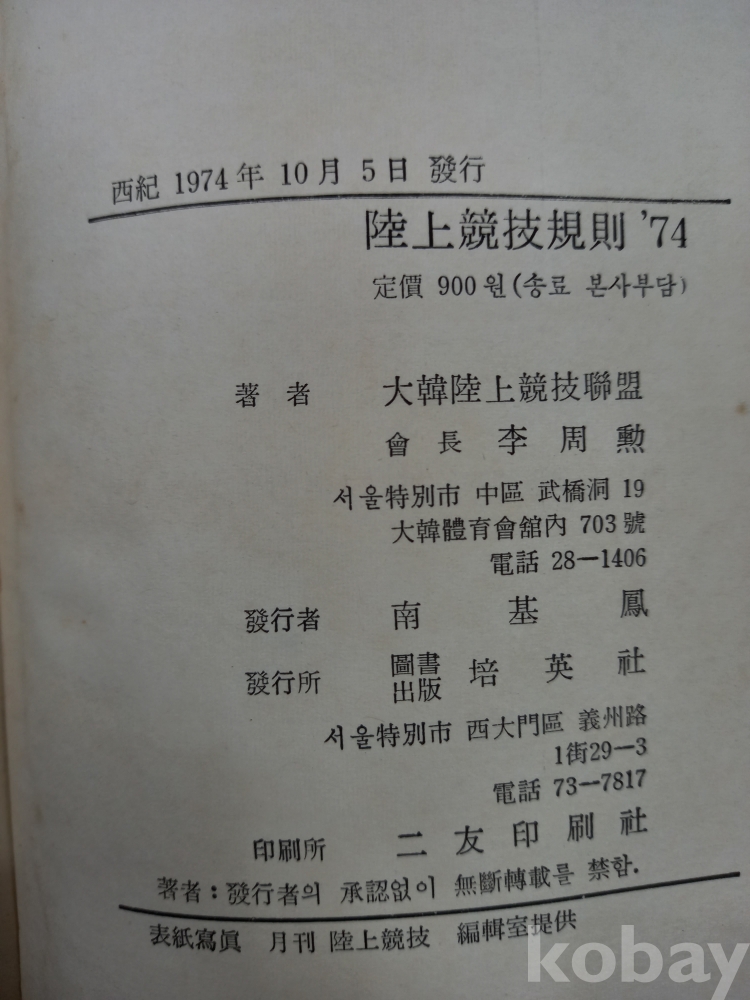 西紀 1974年 10月 5日 發行
陸上競技規則 '74
定價 900원(송료 본사부담)
著者 大韓陸上競技聯盟
會長 李周勳
서울特別市 中區 武橋洞 19
大韓體育會舘內 703號
電話 28—1406
發行者 南基鳳
發行所 圖書出版 培英社
서울特別市 西大門區 義州路
1街29—3
電話 73—7817
印刷所 二友印刷社
著者:發行者의 承認없이 無斷轉載를 禁함.
表紙寫眞 月刊 陸上競技 編輯室提供
kobay